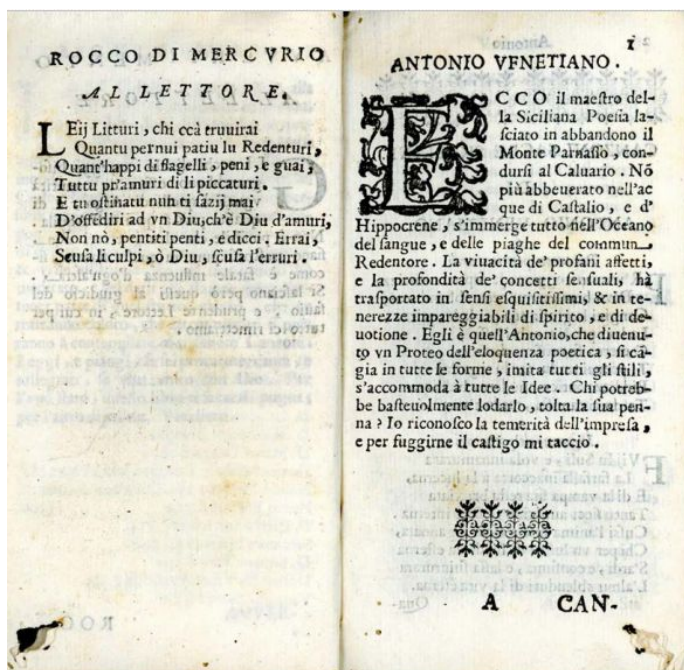 ROCCO DI MERCVRIO
AL LETTORE.
LEij Litturi, chi ccà truuirai
Quantu per nui patiu lu Redenturi,
Quant'happi di flagelli, peni, e guai,
Tuttu pr'amuri di li piccaturi.
E tu ostinatu nun ti sazij mai
D'offēdiri ad vn Diu, ch'è Diu d'amuri,
Non nò, pentiti penti, e dicci. Errai,
Scusa li culpi, ò Diu, scusa l'erruri.
1
ANTONIO VENETIANO.
ECCO il maestro del-
la Siciliana Poesia la-
sciato in abbandono il
Monte Parnasso, con-
dursi al Caluario. Nõ
più abbeuerato nell'ac
que di Castalio, e d'
Hippocrene, s'immerge tutto nell'Oceano
del sangue, e delle piaghe del commun
Redentore. La viuacità de' profani affetti,
e la profondità de' concetti sensuali, hà
trasportato in sensi esquisitissimi, & in te-
nerezze impareggiabili di spirito, e di de-
uotione. Egli è quell'Antonio, che diuenu-
to vn Proteo dell'eloquenza poetica, si cã-
gia in tutte le forme, imita tutti gli stili,
s'accommoda à tutte le Idee. Chi potreb-
be basteuolmente lodarlo, tolta la sua pen-
na? Io riconosco la temerità dell'impresa,
e per fuggirne il castigo mi taccio.
A CAN-